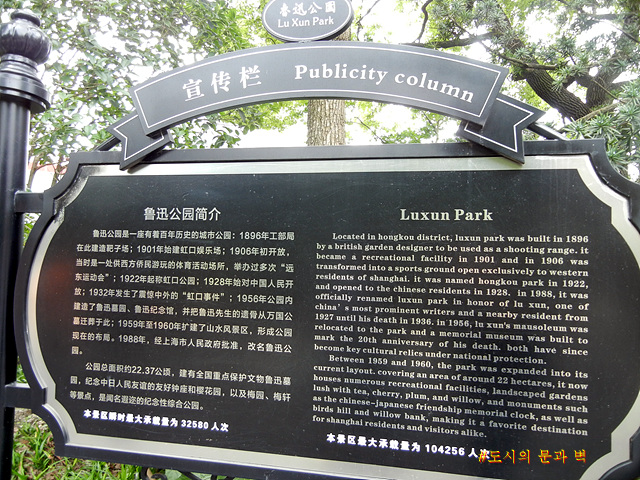 鲁迅公园
Lu Xun Park
宣传栏 Publicity column
鲁迅公园简介
鲁迅公园是一座有着百年历史的城市公园：1896年工部局
在此建造靶子场；1901年始建虹口娱乐场；1906年初开放，
当时是一处供西方侨民游玩的体育活动场所，举办过多次“远
东运动会”；1922年起称虹口公园；1928年始对中国人民开
放；1932年发生了震惊中外的“虹口事件”；1956年公园内
建造了鲁迅墓园、鲁迅纪念馆，并把鲁迅先生的遗骨从万国公
墓迁葬于此；1959年至1960年扩建了山水风景区，形成公园
现在的布局。1988年，经上海市人民政府批准，改名鲁迅公
园。
公园总面积约22.37公顷，建有全国重点保护文物鲁迅墓
园，纪念中日人民友谊的友好钟座和樱花园，以及梅园、梅轩
等景点，是闻名遐迩的纪念性综合公园。
本景区瞬时最大承载量为 32580 人次
Luxun Park
Located in hongkou district, luxun park was built in 1896
by a british garden designer to be used as a shooting range. it
became a recreational facility in 1901 and in 1906 was
transformed into a sports ground open exclusively to western
residents of shanghai. it was named hongkou park in 1922,
and opened to the chinese residents in 1928. in 1988, it was
officially renamed luxun park in honor of lu xun, one of
china's most prominent writers and a nearby resident from
1927 until his death in 1936. in 1956, lu xun's mausoleum was
relocated to the park and a memorial museum was built to
mark the 20th anniversary of his death. both have since
become key cultural relics under national protection.
Between 1959 and 1960, the park was expanded into its
current layout. covering an area of around 22 hectares, it now
houses numerous recreational facilities, landscaped gardens
lush with tea, cherry, plum, and willow, and monuments such
as the chinese-japanese friendship memorial clock, as well as
birds hill and willow bank, making it a favorite destination
for shanghai residents and visitors alike.
本景区最大承载量为 104256 人次
#도시의 문과 벽